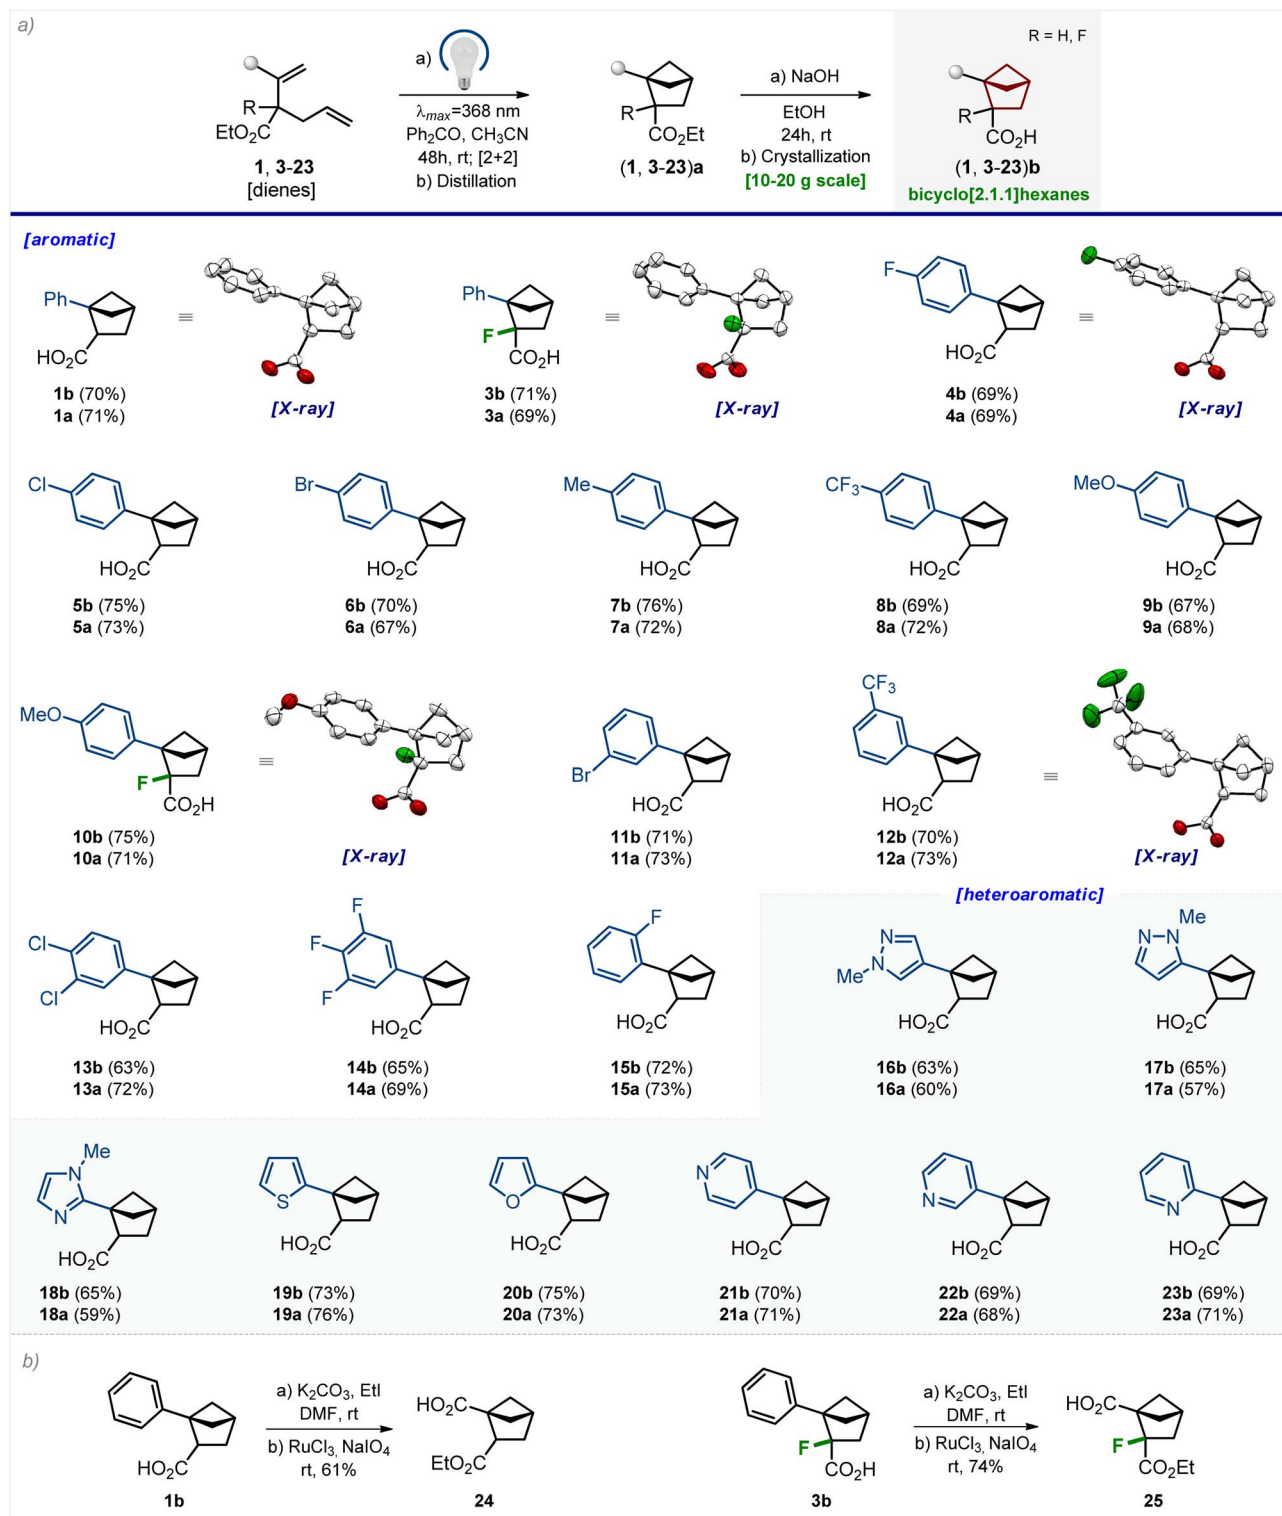 a)
R = H, F
R
EtO₂C
1, 3-23
[dienes]
a)
λmax=368 nm
Ph₂CO, CH₃CN
48h, rt; [2+2]
b) Distillation
R
CO₂Et
(1, 3-23)a
a) NaOH
EtOH
24h, rt
b) Crystallization
[10-20 g scale]
R
CO₂H
(1, 3-23)b
bicyclo[2.1.1]hexanes
[aromatic]
Ph
HO₂C
1b (70%)
1a (71%)
≡
[X-ray]
Ph
F
CO₂H
3b (71%)
3a (69%)
≡
[X-ray]
F
HO₂C
4b (69%)
4a (69%)
≡
[X-ray]
Cl
HO₂C
5b (75%)
5a (73%)
Br
HO₂C
6b (70%)
6a (67%)
Me
HO₂C
7b (76%)
7a (72%)
CF₃
HO₂C
8b (69%)
8a (72%)
MeO
HO₂C
9b (67%)
9a (68%)
MeO
F
CO₂H
10b (75%)
10a (71%)
≡
[X-ray]
Br
HO₂C
11b (71%)
11a (73%)
CF₃
HO₂C
12b (70%)
12a (73%)
≡
[X-ray]
Cl
Cl
HO₂C
13b (63%)
13a (72%)
F
F
F
HO₂C
14b (65%)
14a (69%)
F
HO₂C
15b (72%)
15a (73%)
[heteroaromatic]
N
N
Me
HO₂C
16b (63%)
16a (60%)
Me
N
N
HO₂C
17b (65%)
17a (57%)
Me
N
N
HO₂C
18b (65%)
18a (59%)
S
HO₂C
19b (73%)
19a (76%)
O
HO₂C
20b (75%)
20a (73%)
N
HO₂C
21b (70%)
21a (71%)
N
HO₂C
22b (69%)
22a (68%)
N
HO₂C
23b (69%)
23a (71%)
b)
HO₂C
1b
a) K₂CO₃, EtI
DMF, rt
b) RuCl₃, NaIO₄
rt, 61%
HO₂C
EtO₂C
24
F
CO₂H
3b
a) K₂CO₃, EtI
DMF, rt
b) RuCl₃, NaIO₄
rt, 74%
HO₂C
F
CO₂Et
25